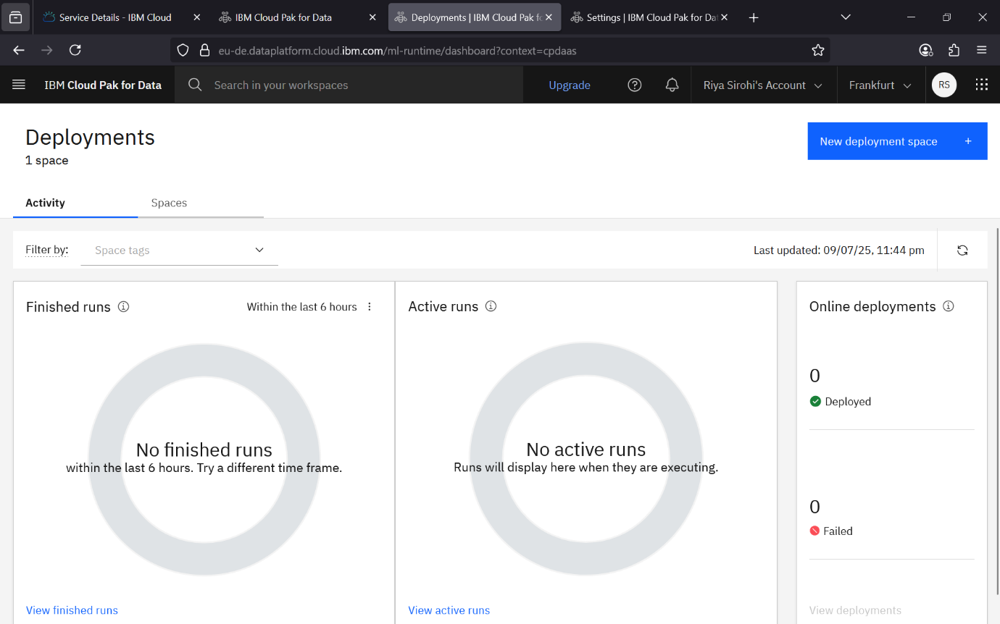 Service Details - IBM Cloud
IBM Cloud Pak for Data
Deployments | IBM Cloud Pak fo
Settings | IBM Cloud Pak for Dat
eu-de.dataplatform.cloud.ibm.com/ml-runtime/dashboard?context=cpdaas
IBM Cloud Pak for Data
Search in your workspaces
Upgrade
Riya Sirohi's Account
Frankfurt
RS
Deployments
1 space
New deployment space +
Activity
Spaces
Filter by:
Space tags
Last updated: 09/07/25, 11:44 pm
Finished runs
Within the last 6 hours
No finished runs
within the last 6 hours. Try a different time frame.
View finished runs
Active runs
No active runs
Runs will display here when they are executing.
View active runs
Online deployments
0
Deployed
0
Failed
View deployments